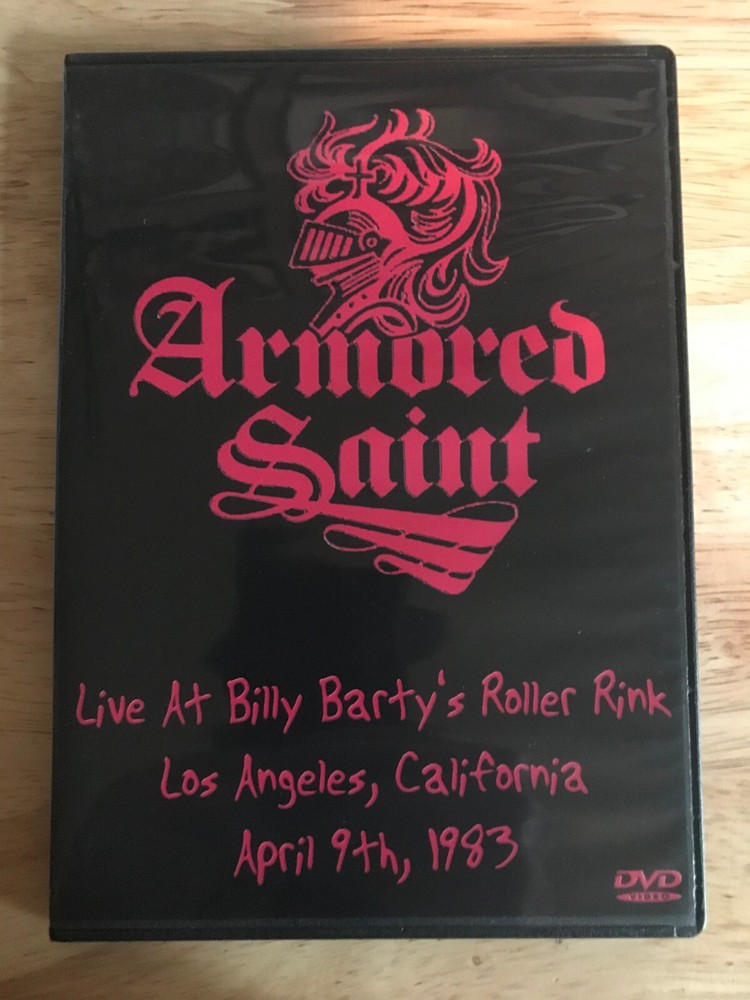 Armored
Saint
Live At Billy Barty's Roller Rink
Los Angeles, California
April 9th, 1983
DVD
VIDEO